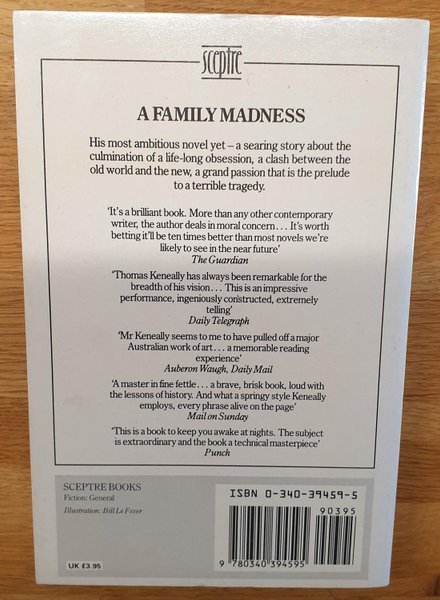 sceptre
A FAMILY MADNESS
His most ambitious novel yet – a searing story about the
culmination of a life-long obsession, a clash between the
old world and the new, a grand passion that is the prelude
to a terrible tragedy.
‘It’s a brilliant book. More than any other contemporary
writer, the author deals in moral concern... It’s worth
betting it’ll be ten times better than most novels we’re
likely to see in the near future’
The Guardian
‘Thomas Keneally has always been remarkable for the
breadth of his vision... This is an impressive
performance, ingeniously constructed, extremely
telling’
Daily Telegraph
‘Mr Keneally seems to me to have pulled off a major
Australian work of art... a memorable reading
experience’
Auberon Waugh, Daily Mail
‘A master in fine fettle... a brave, brisk book, loud with
the lessons of history. And what a springy style Keneally
employs, every phrase alive on the page’
Mail on Sunday
‘This is a book to keep you awake at nights. The subject
is extraordinary and the book a technical masterpiece’
Punch
SCEPTRE BOOKS
Fiction: General
Illustration: Bill Le Fever
UK £3.95
ISBN 0-340-39459-5
90395
9 780340 394595